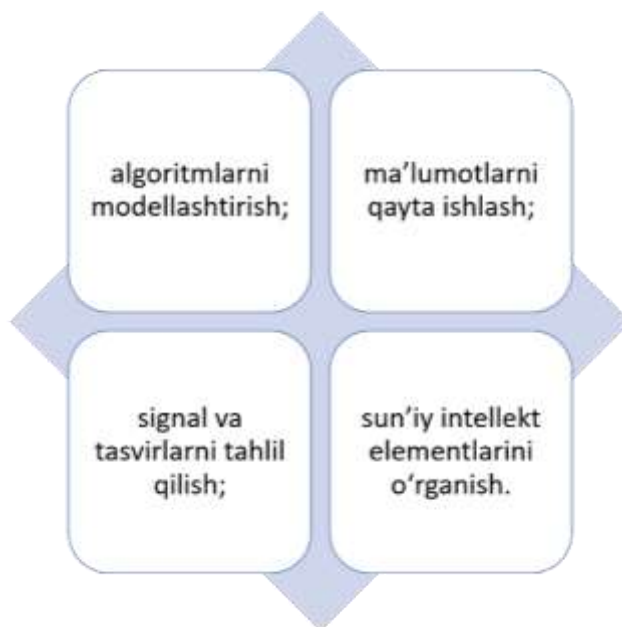 algoritmlarni
modellashtirish;
ma’lumotlarni
qayta ishlash;
signal va
tasvirlarni tahlil
qilish;
sun’iy intellekt
elementlarini
o‘rganish.